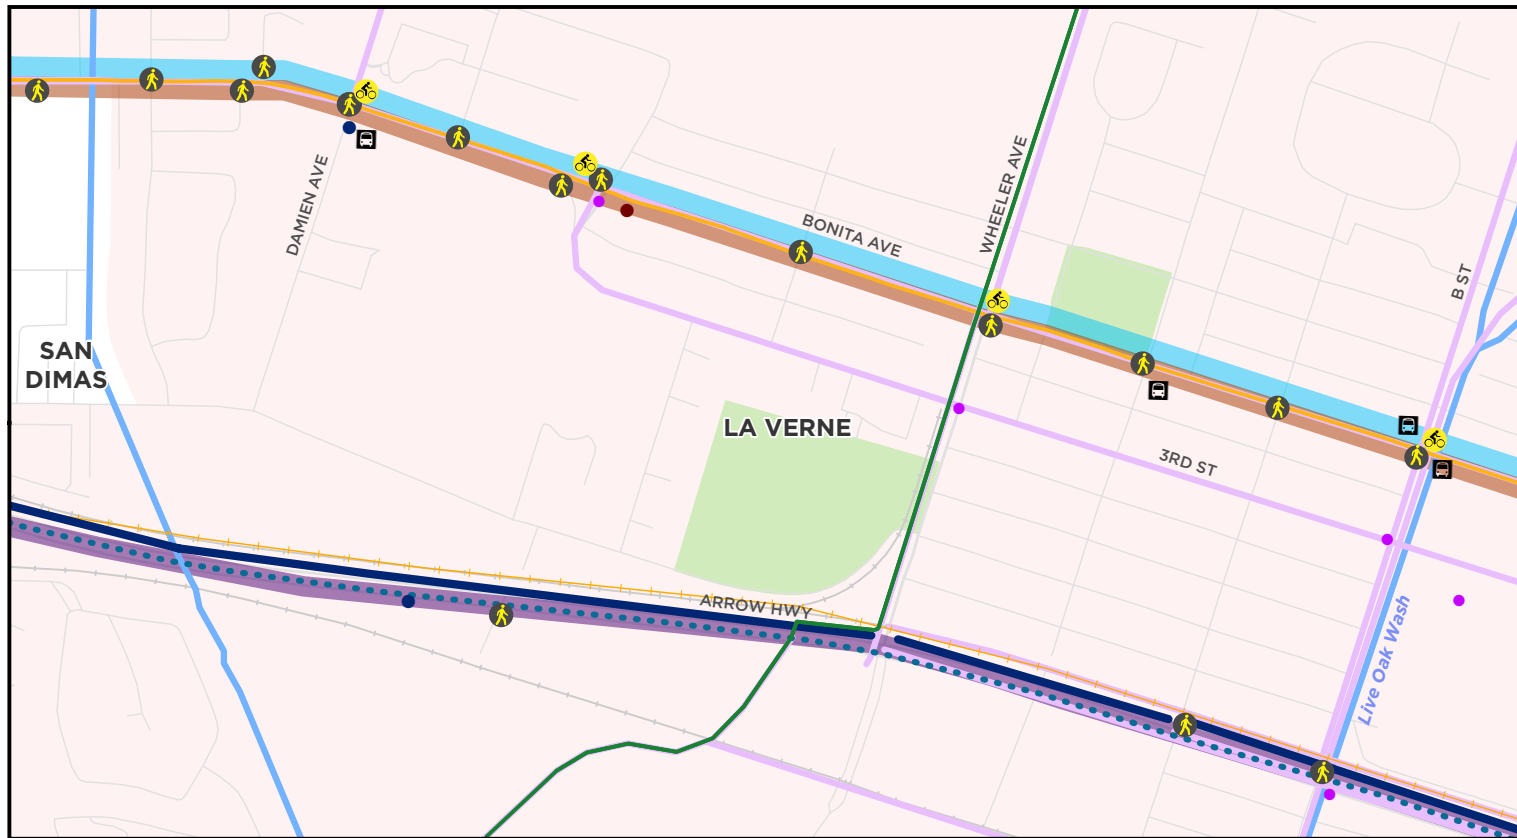 DAMIEN AVE
BONITA AVE
WHEELER AVE
B ST
SAN
DIMAS
LA VERNE
3RD ST
ARROW HWY
Live Oak Wash